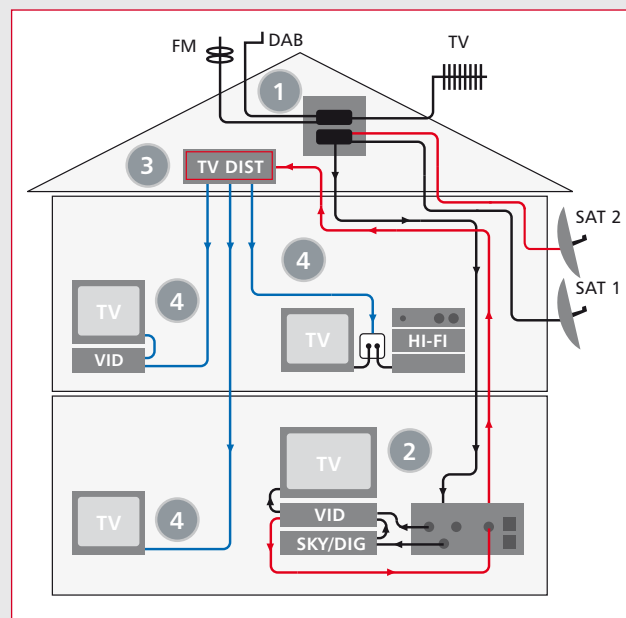 FM
DAB
TV
1
3
TV DIST
SAT 2
SAT 1
4
4
TV
VID
TV
HI-FI
2
TV
4
TV
VID
SKY/DIG